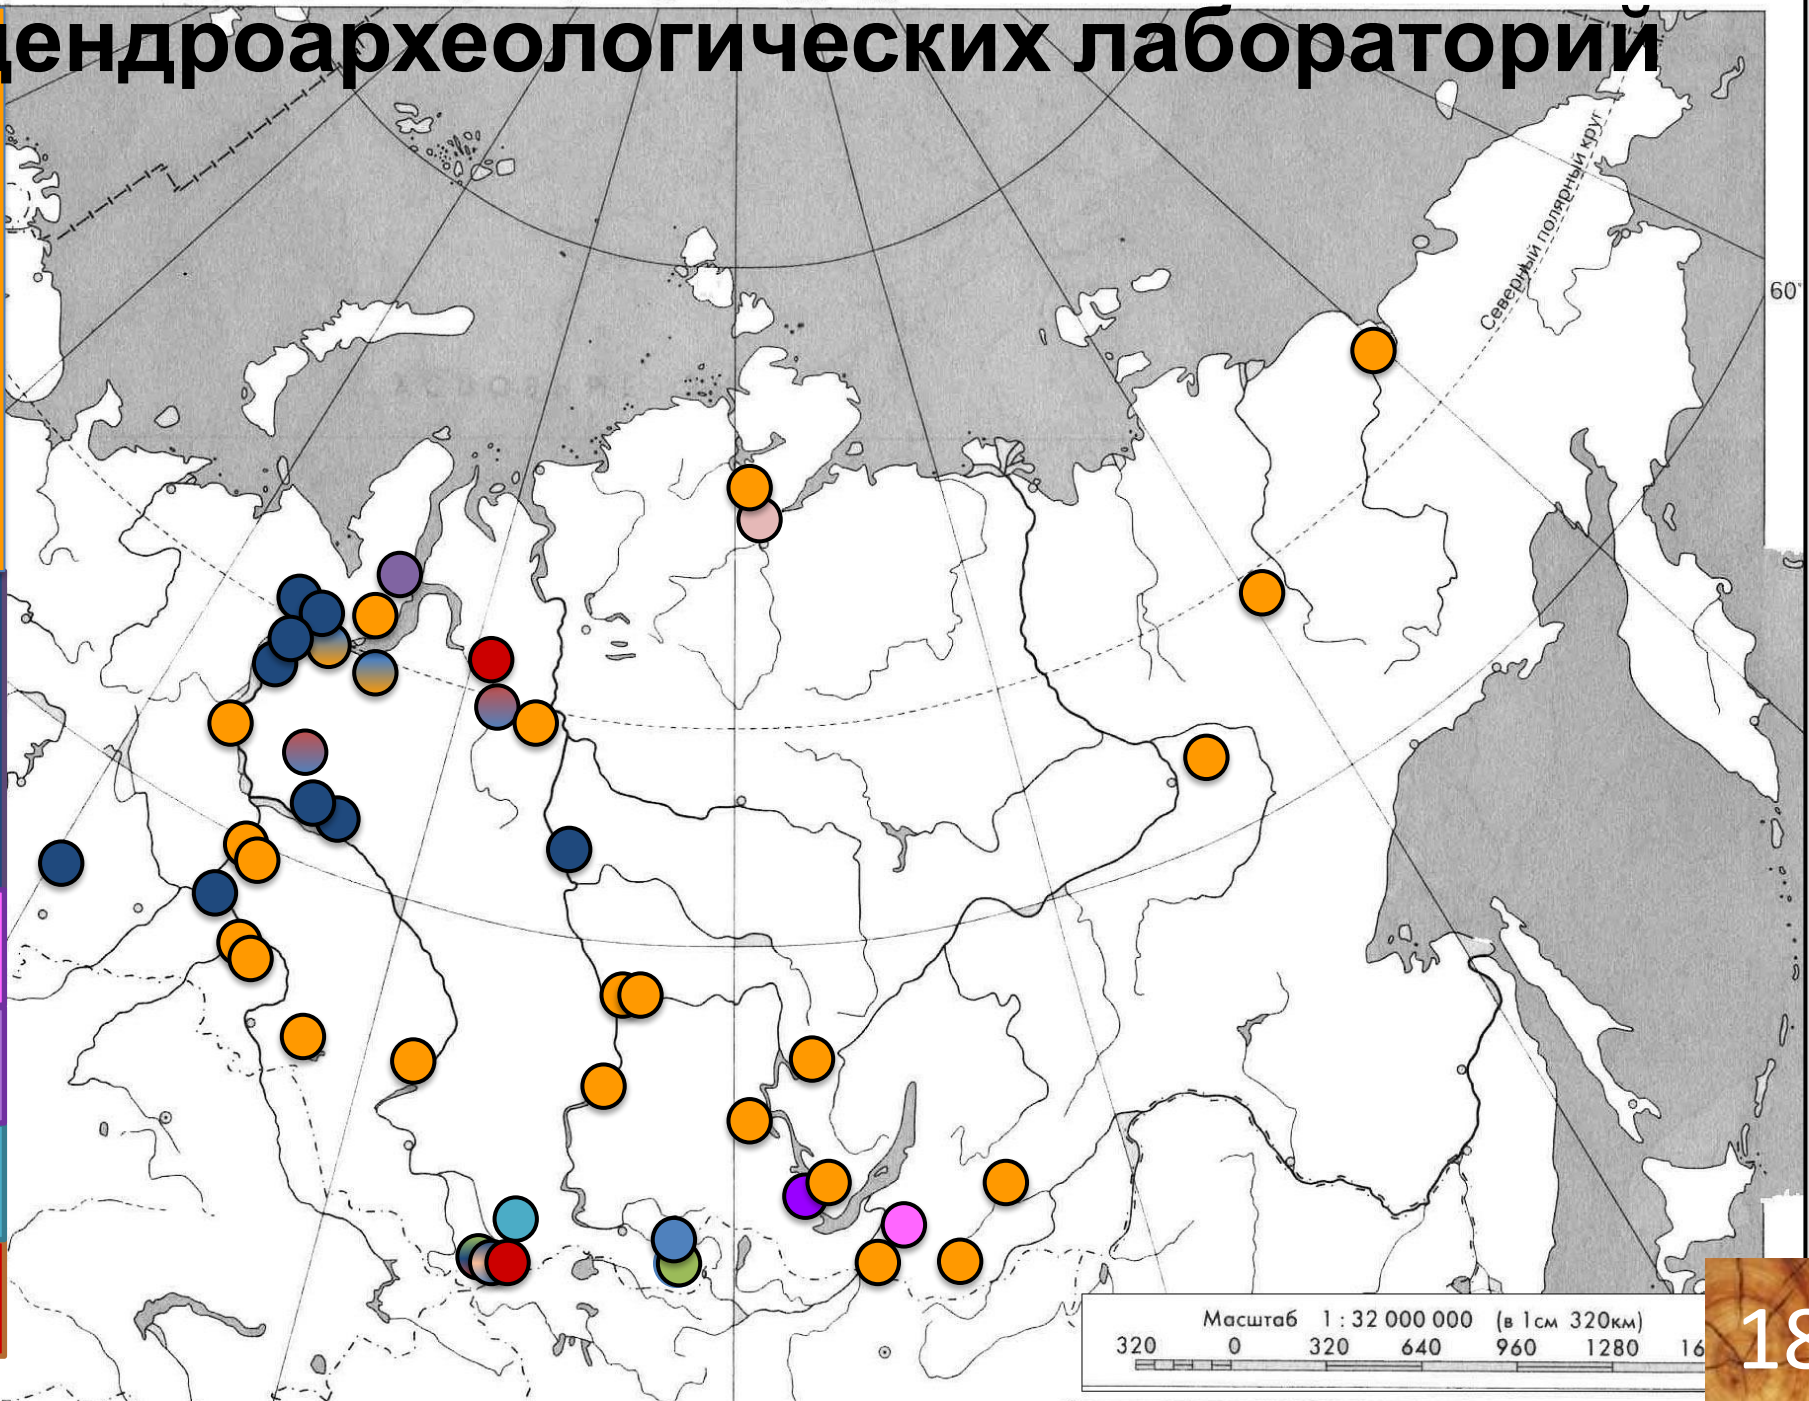 дендроархеологических лабораторий
Северный полярный круг
60°
Масштаб 1 : 32 000 000 (в 1см 320км)
320 0 320 640 960 1280 16
18